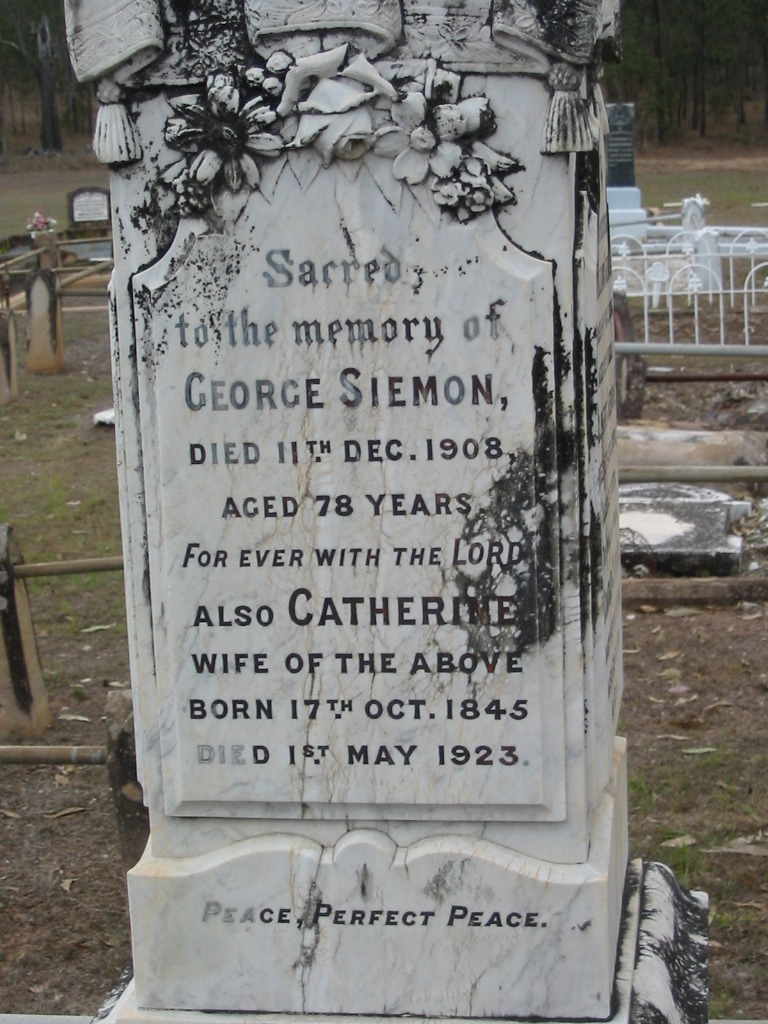 Sacred
to the memory of
GEORGE SIEMON,
DIED 11TH DEC. 1908.
AGED 78 YEARS.
FOR EVER WITH THE LORD
ALSO CATHERINE
WIFE OF THE ABOVE
BORN 17TH OCT. 1845
DIED 1ST MAY 1923.
PEACE, PERFECT PEACE.